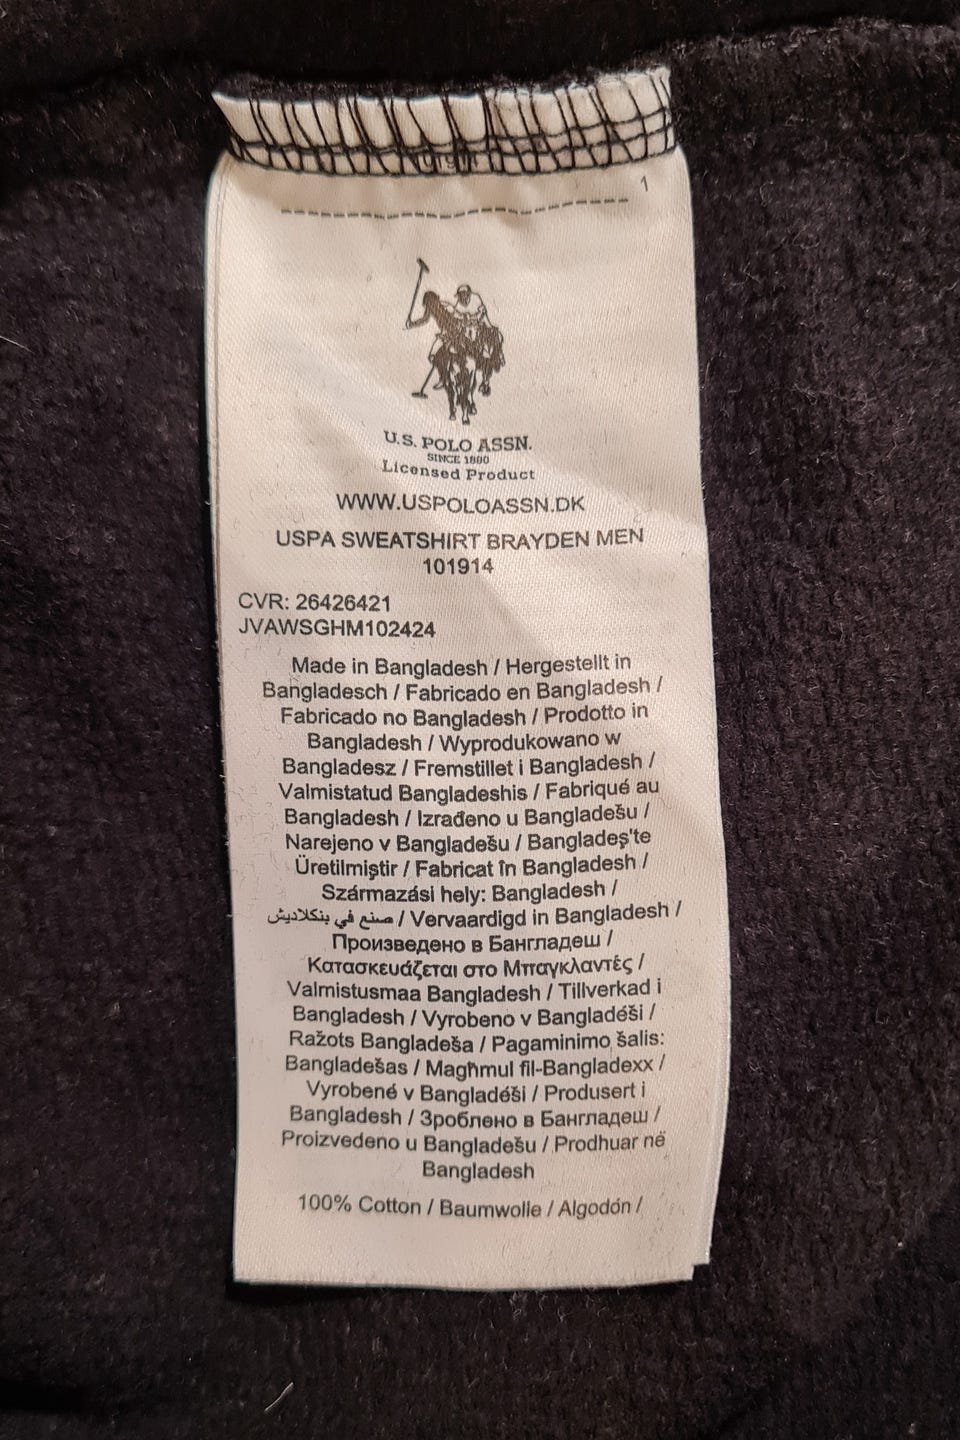 1
U.S. POLO ASSN.
SINCE 1890
Licensed Product
WWW.USPOLOASSN.DK
USPA SWEATSHIRT BRAYDEN MEN
101914
CVR: 26426421
JVAWSGHM102424
Made in Bangladesh / Hergestellt in
Bangladesch / Fabricado en Bangladesh /
Fabricado no Bangladesh / Prodotto in
Bangladesh / Wyprodukowano w
Bangladesz / Fremstillet i Bangladesh /
Valmistatud Bangladeshis / Fabriqué au
Bangladesh / Izrađeno u Bangladešu /
Narejeno v Bangladešu / Bangladeş'te
Üretilmiştir / Fabricat în Bangladesh /
Származási hely: Bangladesh /
صنع في بنكلاديش / Vervaardigd in Bangladesh /
Произведено в Бангладеш /
Κατασκευάζεται στο Μπαγκλαντές /
Valmistusmaa Bangladesh / Tillverkad i
Bangladesh / Vyrobeno v Bangladéši /
Ražots Bangladeša / Pagaminimo šalis:
Bangladešas / Magħmul fil-Bangladexx /
Vyrobené v Bangladéši / Produsert i
Bangladesh / Зроблено в Бангладеш /
Proizvedeno u Bangladešu / Prodhuar në
Bangladesh
100% Cotton / Baumwolle / Algodón /